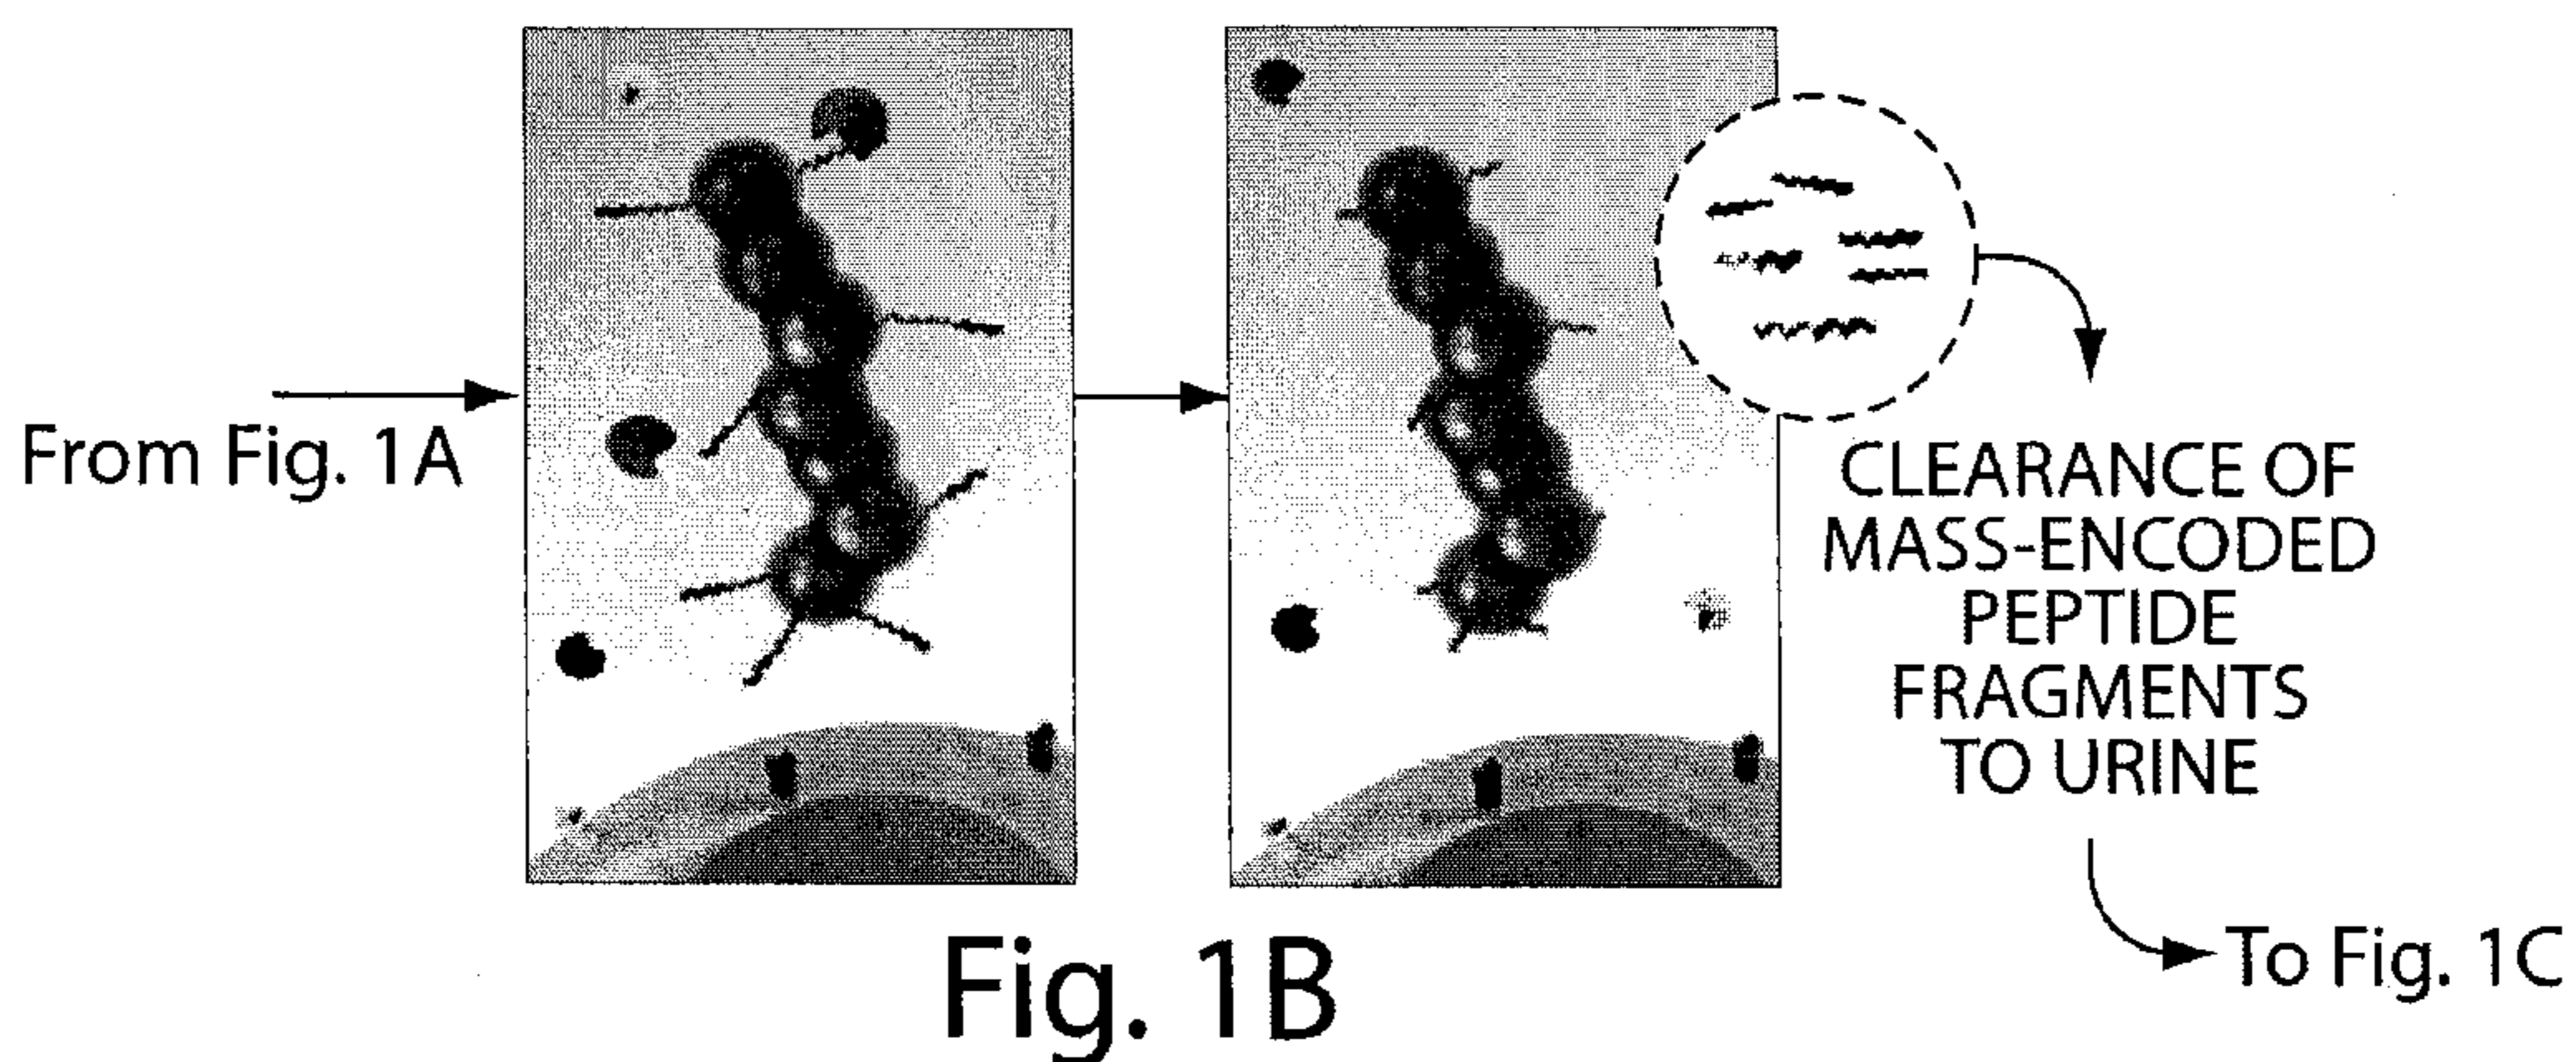 From Fig. 1A
CLEARANCE OF
MASS-ENCODED
PEPTIDE
FRAGMENTS
TO URINE
To Fig. 1C
Fig. 1B